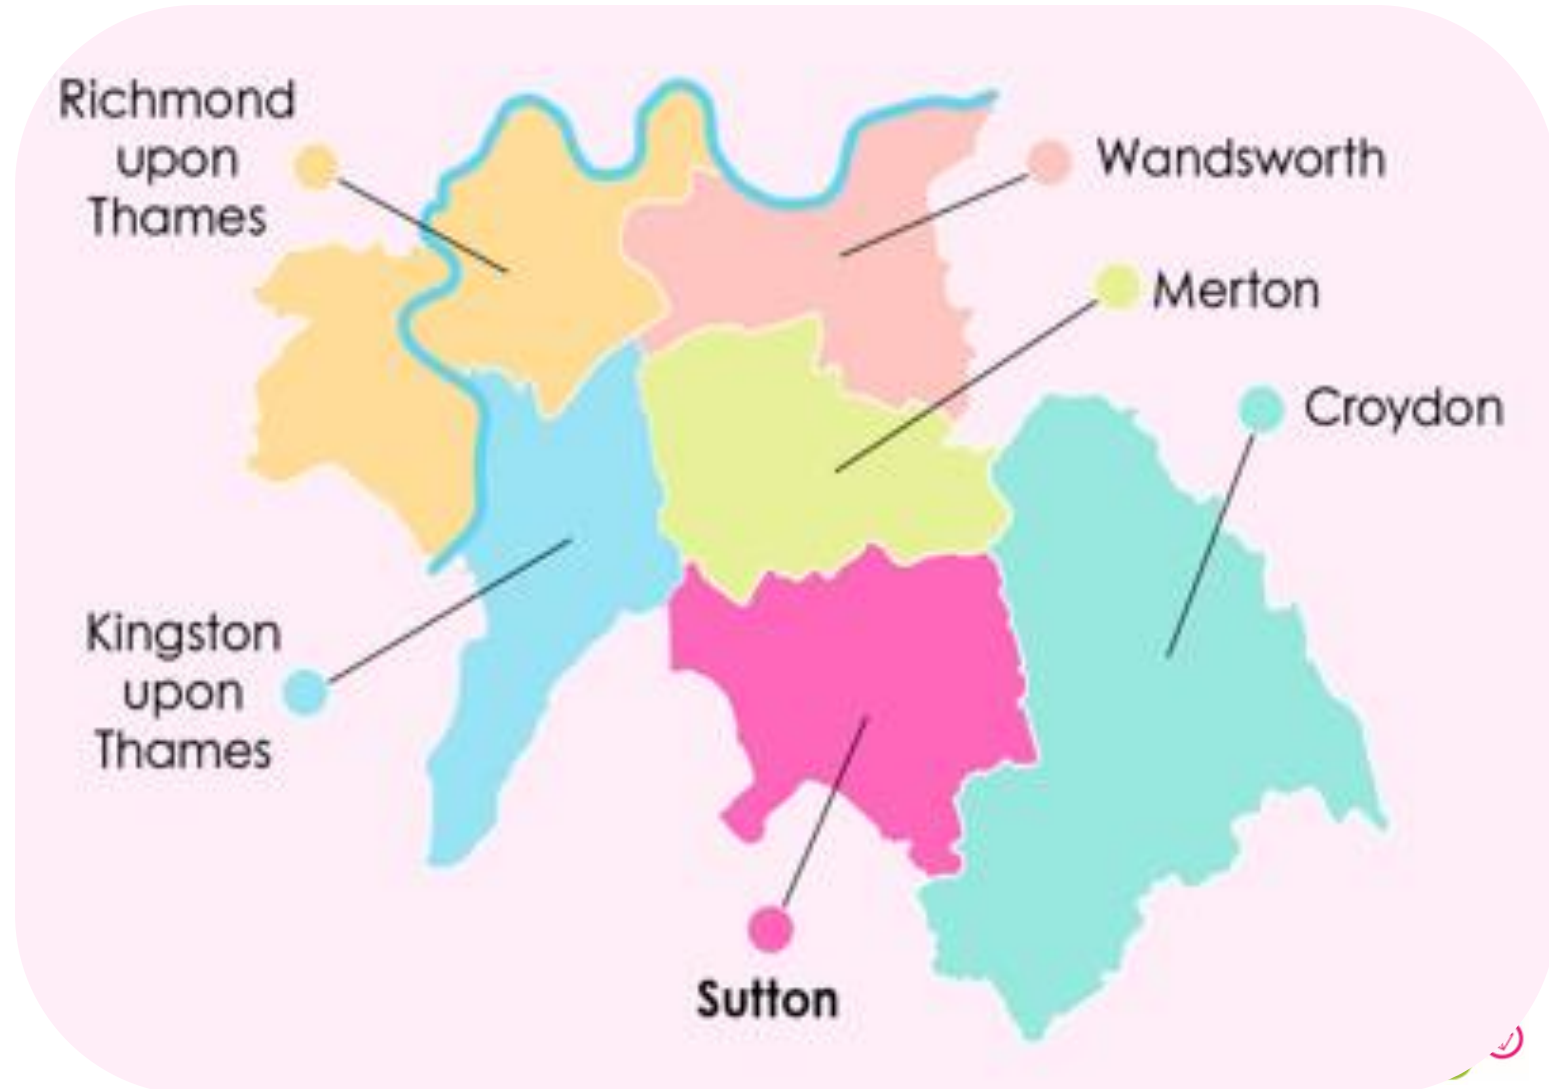 Richmond
upon
Thames
Wandsworth
Merton
Croydon
Kingston
upon
Thames
Sutton